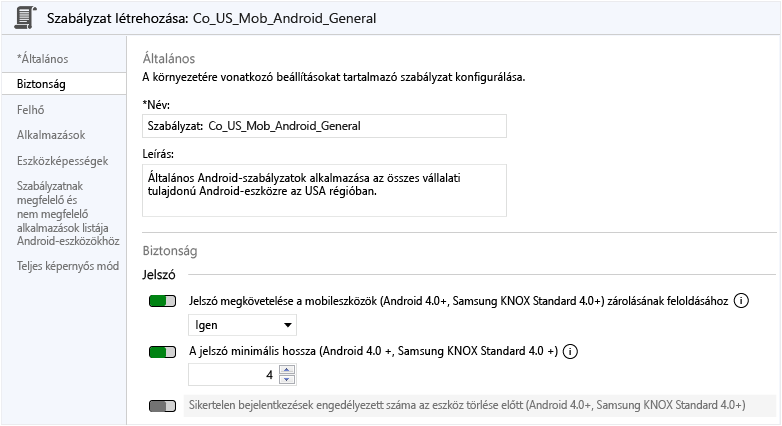 Szabályzat létrehozása: Co_US_Mob_Android_General
*Általános
Biztonság
Felhő
Alkalmazások
Eszközképességek
Szabályzatnak
megfelelő és
nem megfelelő
alkalmazások listája
Android-eszközökhöz
Teljes képernyős mód
Általános
A környezetére vonatkozó beállításokat tartalmazó szabályzat konfigurálása.
*Név:
Szabályzat: Co_US_Mob_Android_General
Leírás:
Általános Android-szabályzatok alkalmazása az összes vállalati
tulajdonú Android-eszközre az USA régióban.
Biztonság
Jelszó
Jelszó megkövetelése a mobileszközök (Android 4.0+, Samsung KNOX Standard 4.0+) zárolásának feloldásához
Igen
A jelszó minimális hossza (Android 4.0 +, Samsung KNOX Standard 4.0 +)
4
Sikertelen bejelentkezések engedélyezett száma az eszköz törlése előtt (Android 4.0+, Samsung KNOX Standard 4.0+)